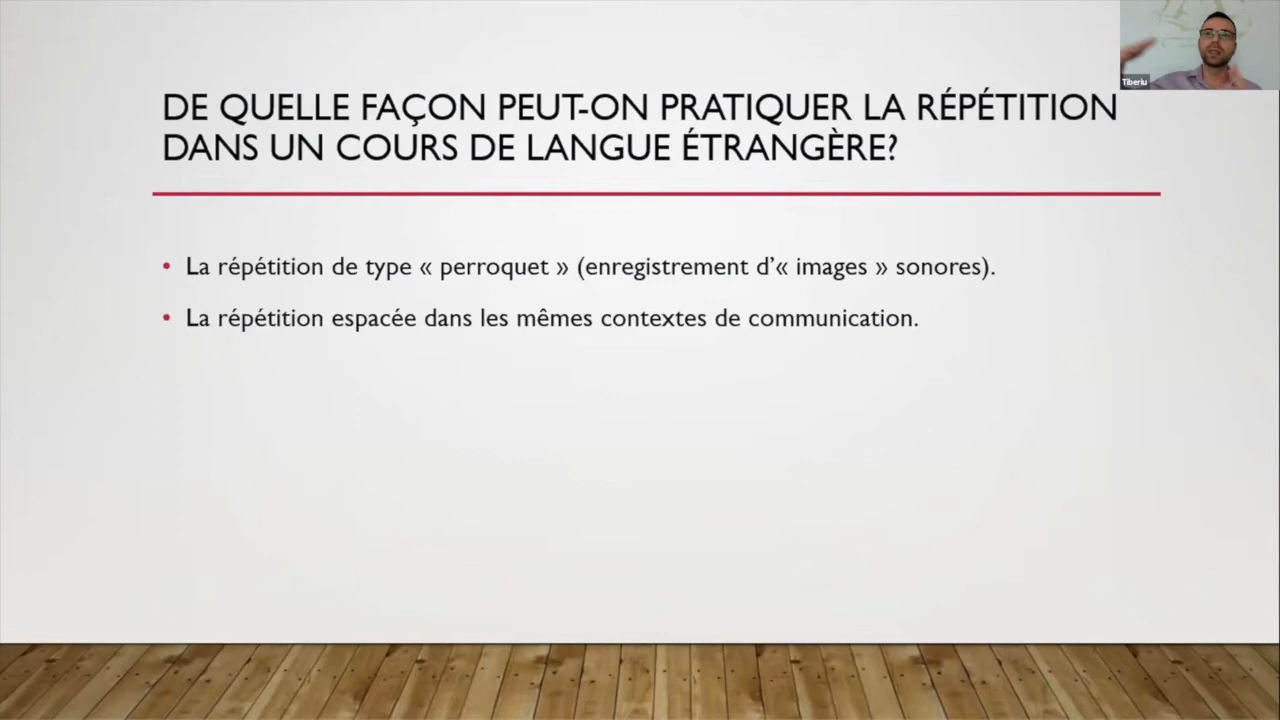 DE QUELLE FAÇON PEUT-ON PRATIQUER LA RÉPÉTITION
DANS UN COURS DE LANGUE ÉTRANGÈRE?
• La répétition de type « perroquet » (enregistrement d’« images » sonores).
• La répétition espacée dans les mêmes contextes de communication.
Tiberiu